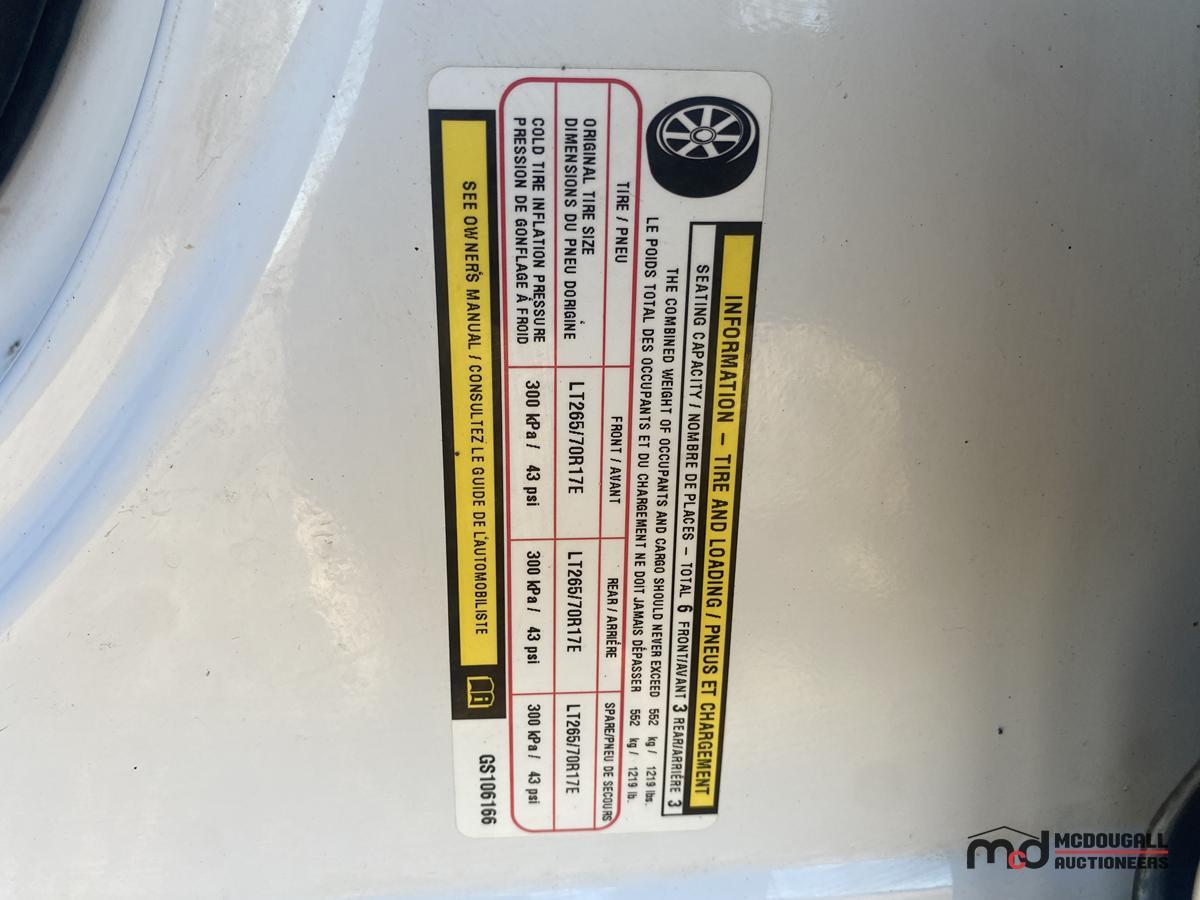 INFORMATION – TIRE AND LOADING / PNEUS ET CHARGEMENT
SEATING CAPACITY / NOMBRE DE PLACES – TOTAL 6 FRONT/AVANT 3 REAR/ARRIÈRE 3
THE COMBINED WEIGHT OF OCCUPANTS AND CARGO SHOULD NEVER EXCEED 552 kg / 1219 lbs.
LE POIDS TOTAL DES OCCUPANTS ET DU CHARGEMENT NE DOIT JAMAIS DÉPASSER 552 kg / 1219 lb.
TIRE / PNEU FRONT / AVANT REAR / ARRIÈRE SPARE/PNEU DE SECOURS
ORIGINAL TIRE SIZE
DIMENSIONS DU PNEU DORIGINE LT265/70R17E LT265/70R17E LT265/70R17E
COLD TIRE INFLATION PRESSURE
PRESSION DE GONFLAGE À FROID 300 kPa / 43 psi 300 kPa / 43 psi 300 kPa / 43 psi
SEE OWNER'S MANUAL / CONSULTEZ LE GUIDE DE L'AUTOMOBILISTE
GS106166
mcd MCDOUGALL
AUCTIONEERS